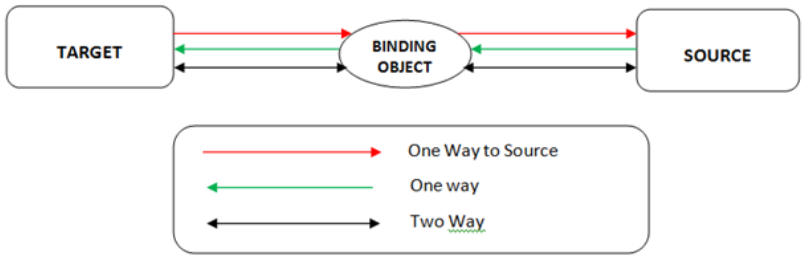 TARGET
BINDING
OBJECT
SOURCE
One Way to Source
One way
Two Way